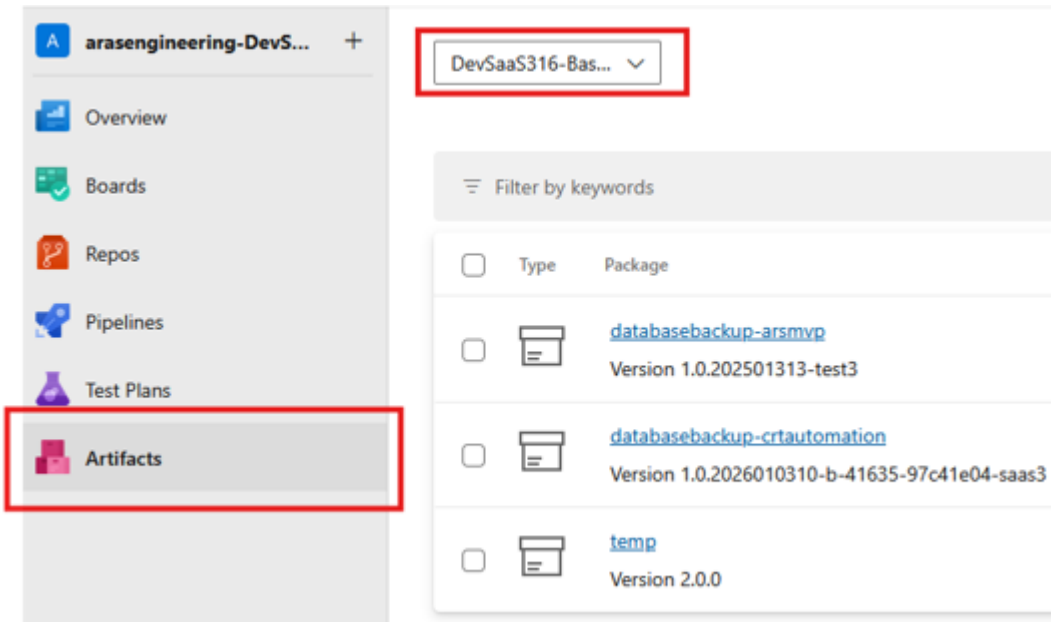 A arasengineering-DevS... +
DevSaaS316-Bas...
Overview
Boards
Repos
Pipelines
Test Plans
Artifacts
Filter by keywords
Type Package
databasebackup-arsmvp
Version 1.0.202501313-test3
databasebackup-crtautomation
Version 1.0.2026010310-b-41635-97c41e04-saas3
temp
Version 2.0.0